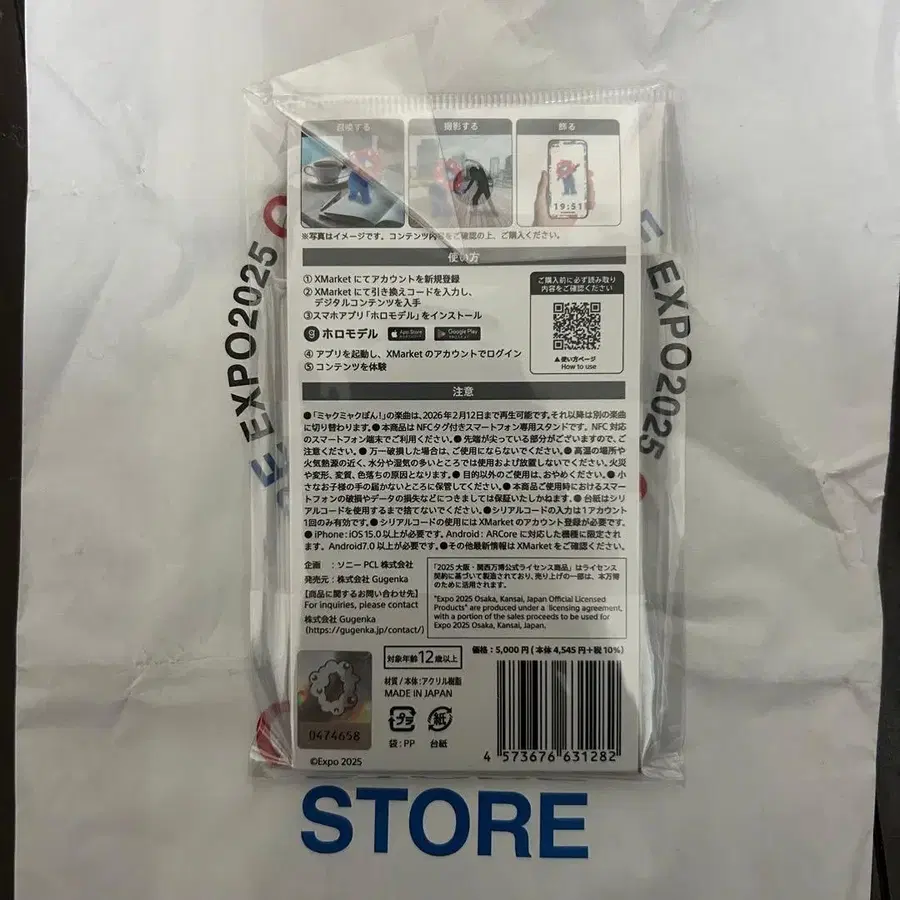 召喚する
撮影する
飾る
19:51
※写真はイメージです。コンテンツ内容をご確認の上、ご購入ください。
使い方
① XMarket にてアカウントを新規登録
② XMarket にて引き換えコードを入力し、
デジタルコンテンツを入手
③スマホアプリ「ホロモデル」をインストール
ホロモデル
App Store
Google Play
④ アプリを起動し、XMarket のアカウントでログイン
⑤ コンテンツを体験
ご購入前に必ず読み取り
内容をご確認ください
▲使い方ページ
How to use
注意
●「ミャクミャクぽん!」の楽曲は、2026年2月12日まで再生可能です。それ以降は別の楽曲
に切り替わります。● 本商品は NFCタグ付きスマートフォン専用スタンドです。NFC 対応
のスマートフォン端末でご利用ください。● 先端が尖っている部分がございますので、ご
注意ください。● 万一破損した場合は、ご使用にならないでください。● 高温の場所や
火気熱源の近く、水分や湿気の多いところでは使用および放置しないでください。火災
や変形、変質、色落ちの原因となります。● 目的以外のご使用は、おやめください。● 小
さなお子様の手の届かないところに保管してください。● 本商品ご使用時におけるスマー
トフォンの破損やデータの損失などにつきましては保証いたしかねます。● 台紙はシリ
アルコードを使用するまで捨てないでください。●シリアルコードの入力は1アカウント
1回のみ有効です。● シリアルコードの使用には XMarket のアカウント登録が必要です。
● iPhone:iOS 15.0 以上が必要です。Android:ARCore に対応した機種に限定され
ます。Android7.0 以上が必要です。●その他最新情報は XMarket をご確認ください。
企画 : ソニー PCL 株式会社
発売元 : 株式会社 Gugenka
【商品に関するお問い合わせ先】
For inquiries, please contact
株式会社 Gugenka
(https://gugenka.jp/contact/)
「2025 大阪・関西万博公式ライセンス商品」はライセンス
契約に基づいて製造されており、売り上げの一部は、本万博
のために活用されます。
"Expo 2025 Osaka, Kansai, Japan Official Licensed
Products" are produced under a licensing agreement,
with a portion of the sales proceeds to be used for
Expo 2025 Osaka, Kansai, Japan.
対象年齢12歳以上
価格:5,000 円 ( 本体 4,545 円+税 10%)
材質/本体:アクリル樹脂
MADE IN JAPAN
プラ
紙
袋:PP
台紙
0474658
©Expo 2025
4 573676 631282
EXPO2025
EXPO2025
STORE